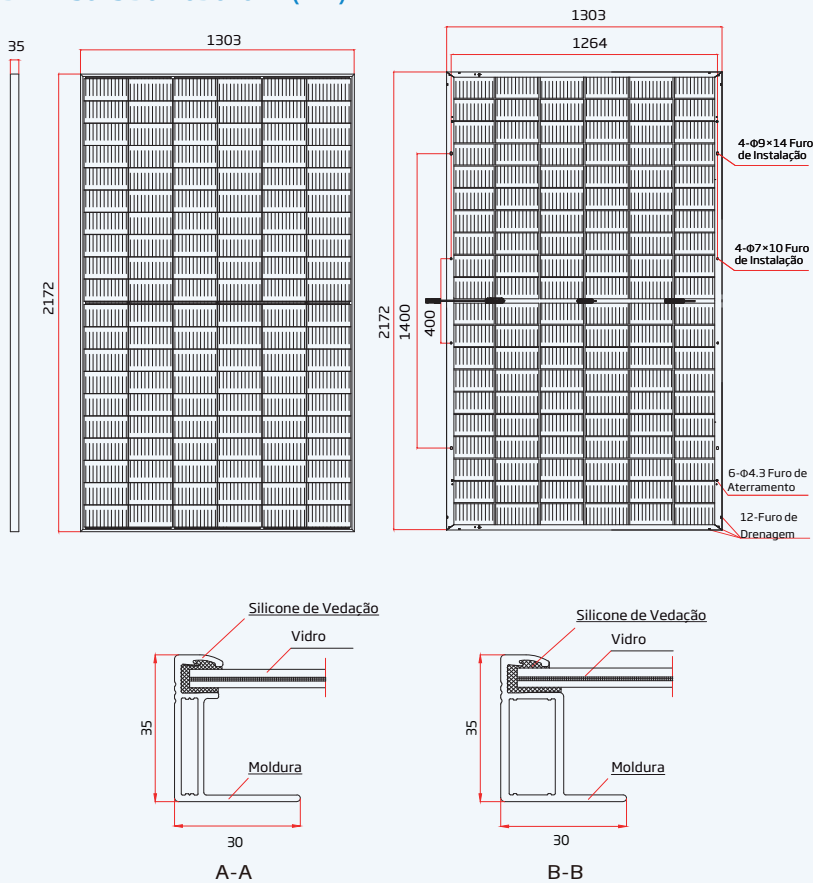 35
1303
2172
1303
1264
2172
1400
400
4-Φ9×14 Furo
de Instalação
4-Φ7×10 Furo
de Instalação
6-Φ4.3 Furo de
Aterramento
12-Furo de
Drenagem
Silicone de Vedação
Vidro
35
Moldura
30
A-A
Silicone de Vedação
Vidro
35
Moldura
30
B-B